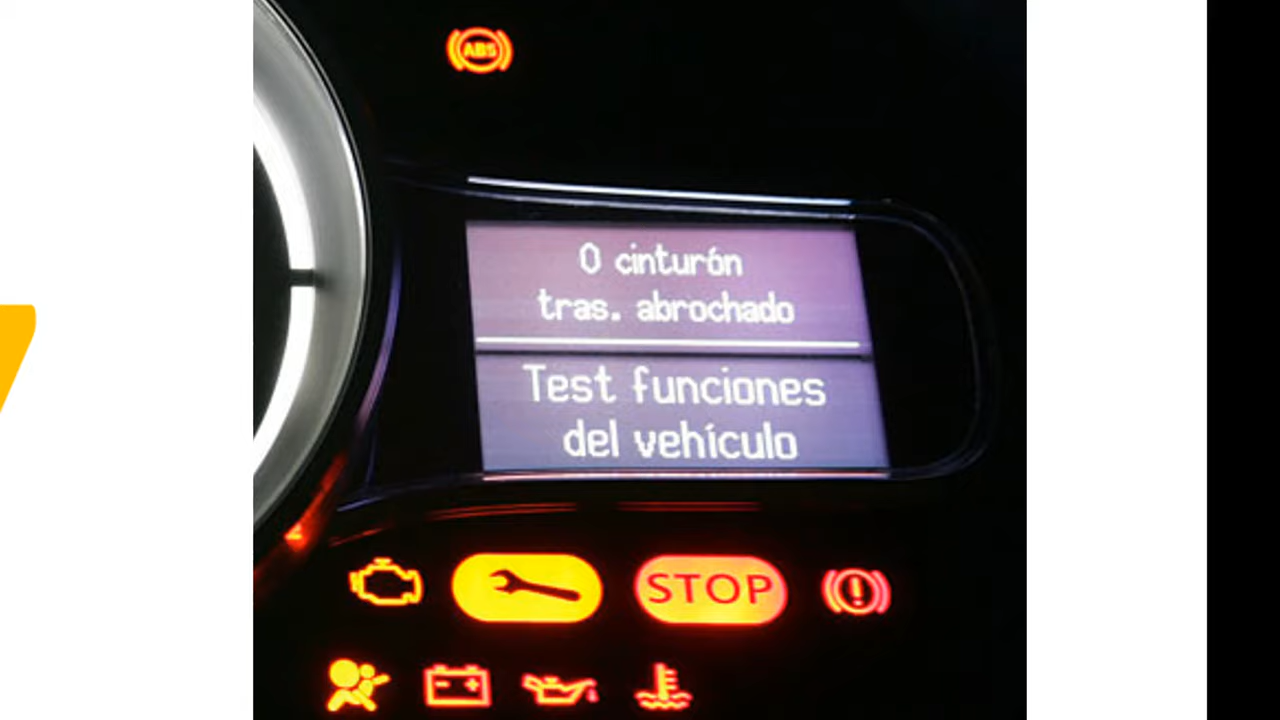 ABS
0 cinturón
tras. abrochado
Test funciones
del vehículo
STOP